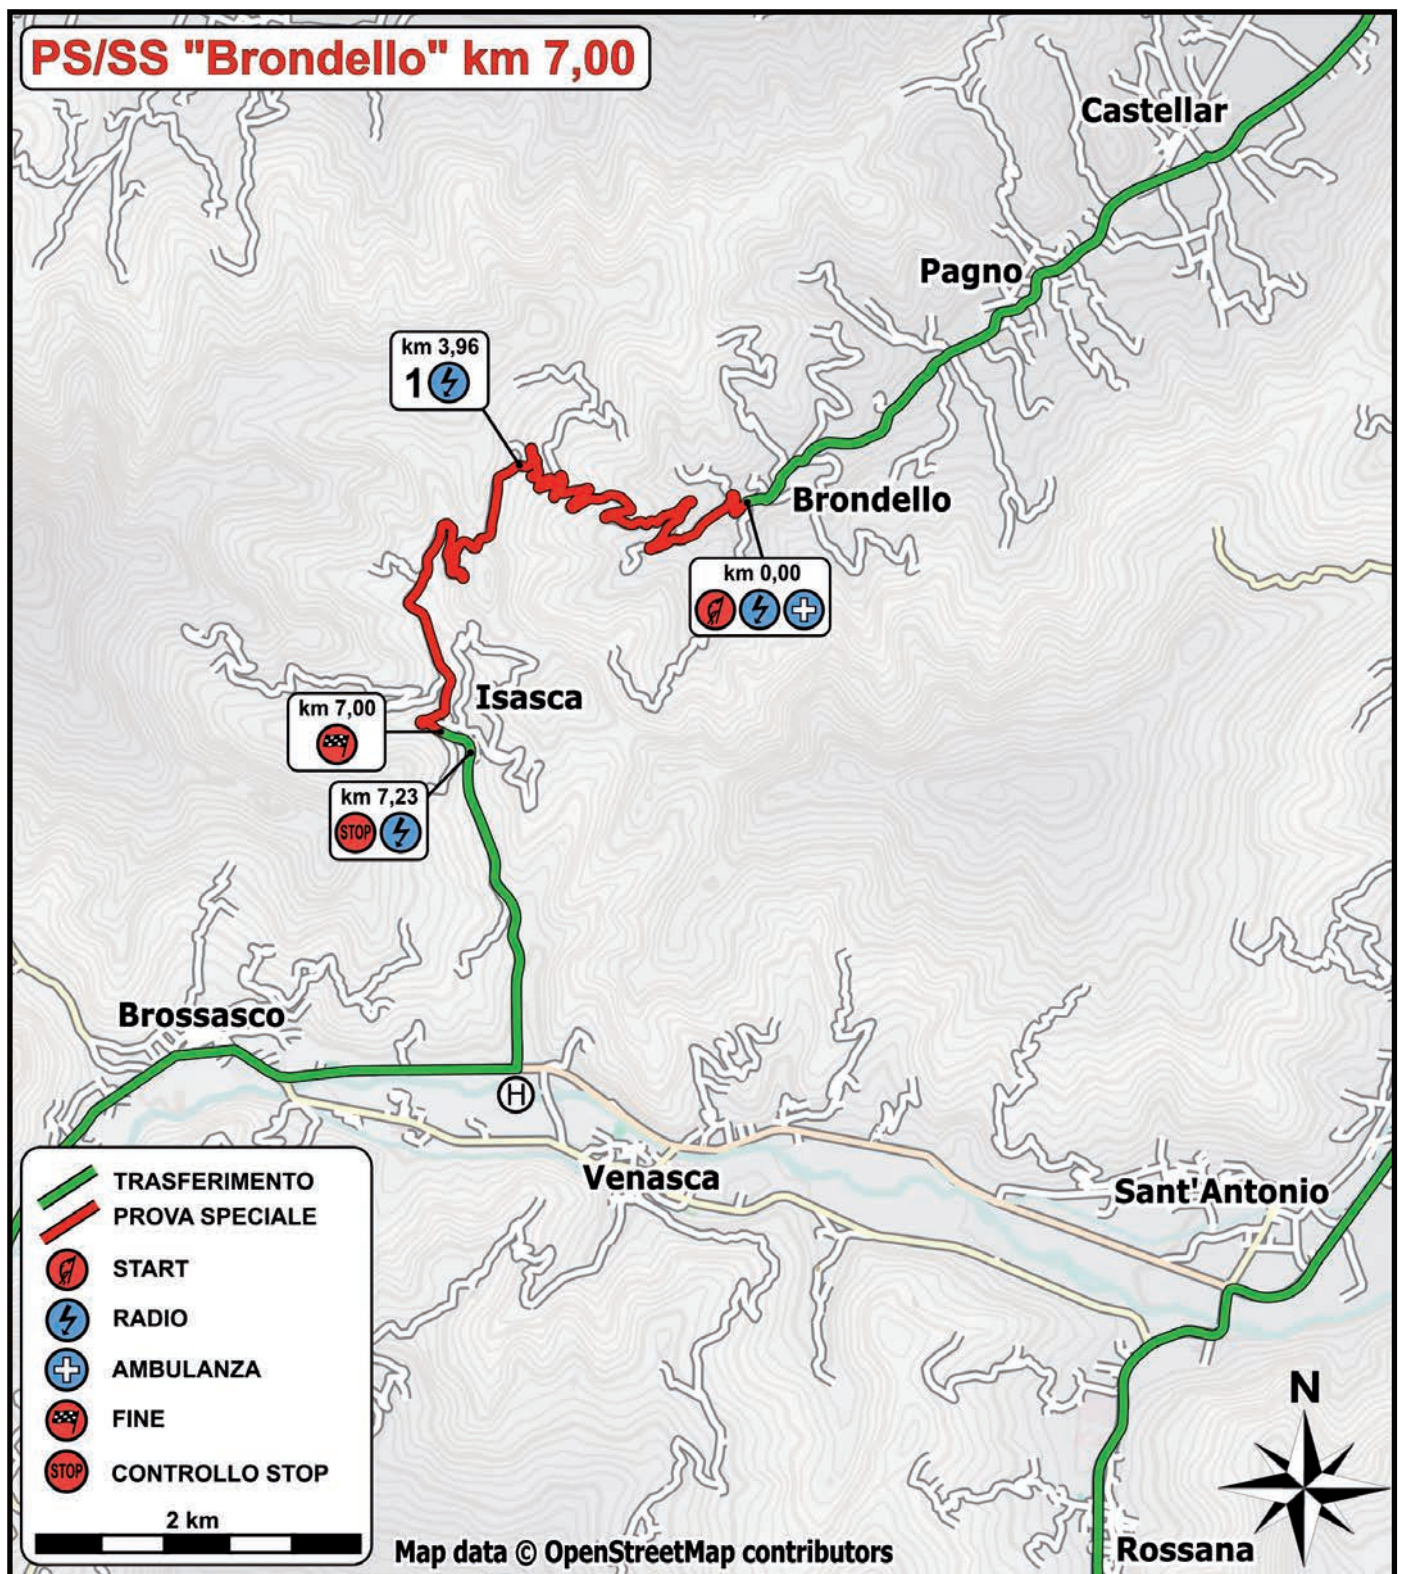 PS/SS "Brondello" km 7,00
Castellar
Pagno
km 3,96
1
Brondello
km 0,00
Isasca
km 7,00
km 7,23
STOP
Brossasco
H
Venasca
Sant'Antonio
TRASFERIMENTO
PROVA SPECIALE
START
RADIO
AMBULANZA
FINE
STOP CONTROLLO STOP
2 km
N
Map data © OpenStreetMap contributors
Rossana